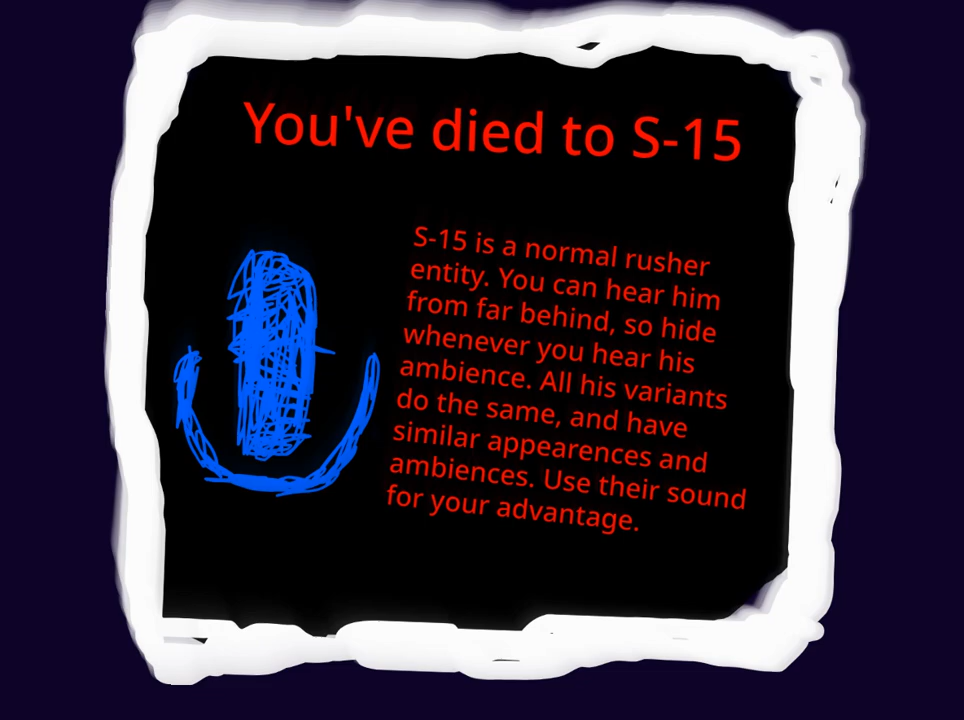 You've died to S-15
S-15 is a normal rusher
entity. You can hear him
from far behind, so hide
whenever you hear his
ambience. All his variants
do the same, and have
similar appearences and
ambiences. Use their sound
for your advantage.